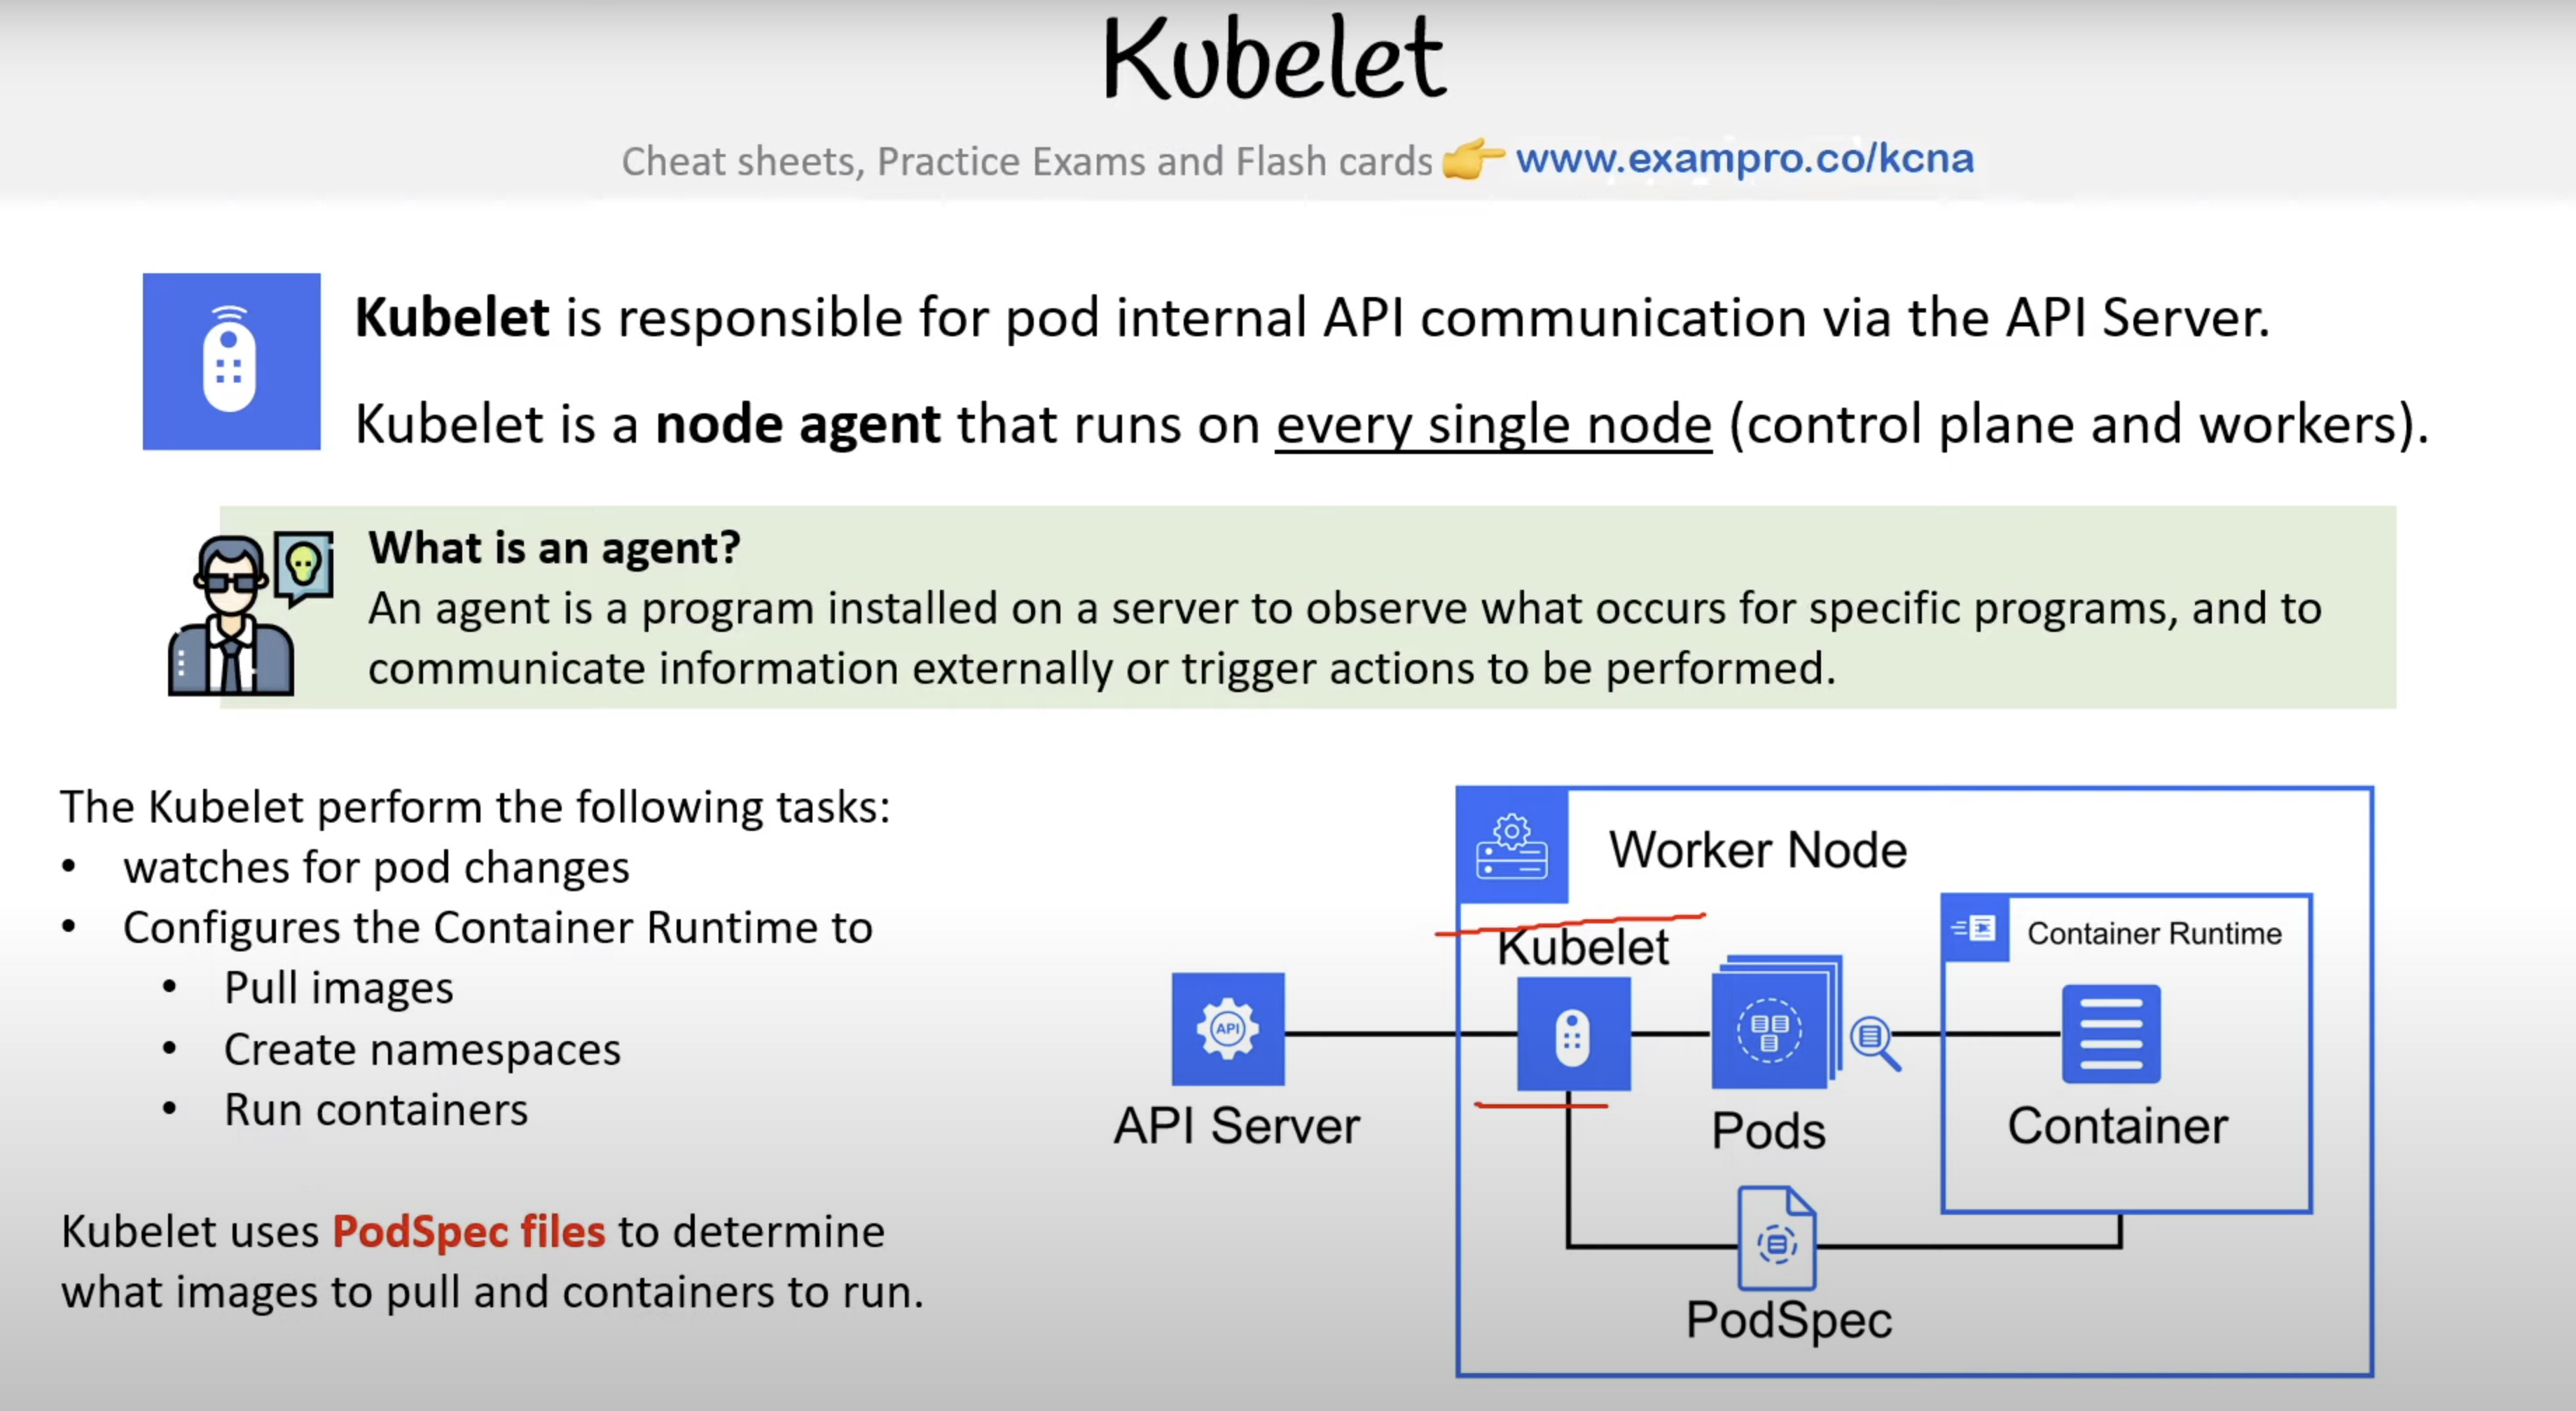 Kubelet
Cheat sheets, Practice Exams and Flash cards 👉 www.exampro.co/kcna
Kubelet is responsible for pod internal API communication via the API Server.
Kubelet is a node agent that runs on every single node (control plane and workers).
What is an agent?
An agent is a program installed on a server to observe what occurs for specific programs, and to
communicate information externally or trigger actions to be performed.
The Kubelet perform the following tasks:
• watches for pod changes
• Configures the Container Runtime to
• Pull images
• Create namespaces
• Run containers
Kubelet uses PodSpec files to determine
what images to pull and containers to run.
Worker Node
Kubelet
Container Runtime
API
API Server
Pods
Container
PodSpec